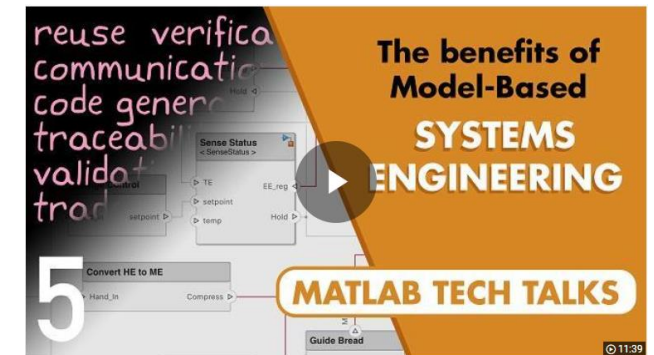 reuse verifica
communicatio
code gener
traceabili
validat
trad
The benefits of
Model-Based
SYSTEMS
ENGINEERING
Hold
Sense Status
< SenseStatus >
TE
setpoint
temp
EE_reg
Hold
setpoint
Convert HE to ME
Hand_In
Compress
5
MATLAB TECH TALKS
Guide Bread
11:39